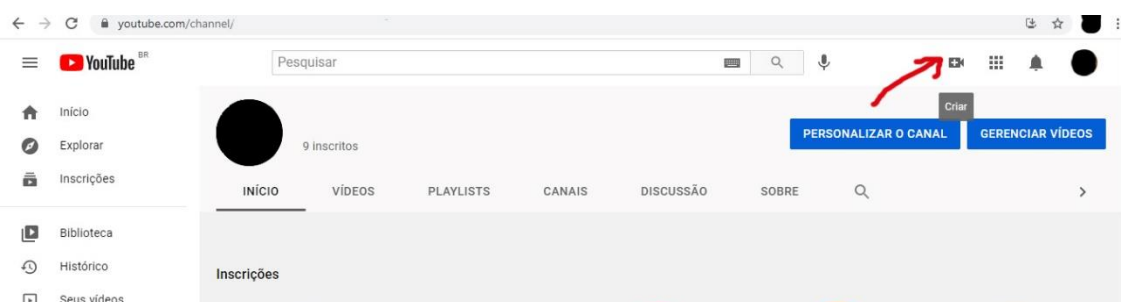 youtube.com/channel/
YouTube BR
Pesquisar
Criar
Início
Explorar
Inscrições
Biblioteca
Histórico
Seus vídeos
9 inscritos
PERSONALIZAR O CANAL
GERENCIAR VÍDEOS
INÍCIO VÍDEOS PLAYLISTS CANAIS DISCUSSÃO SOBRE
Inscrições